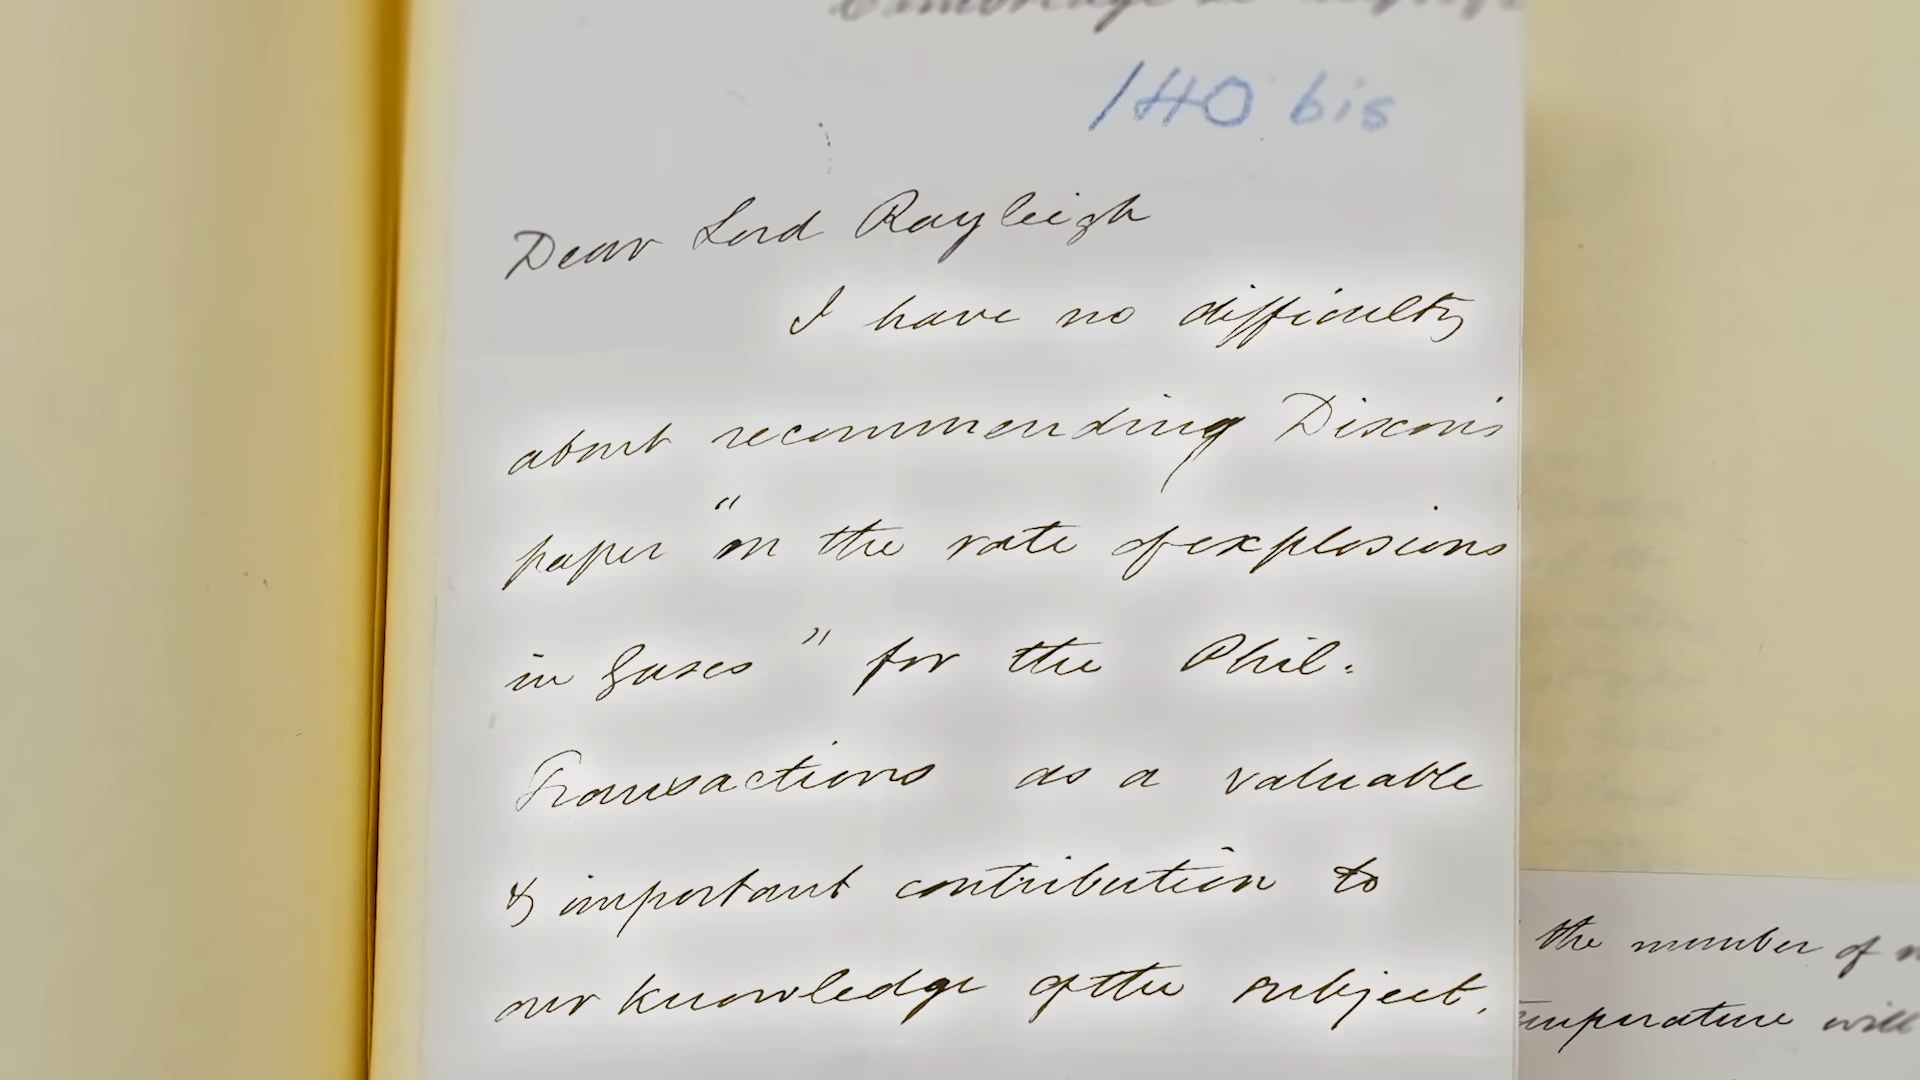 140 bis
Dear Lord Rayleigh
I have no difficulty
about recommending Dixon's
paper "on the rate of explosions
in Gases" for the Phil.
Transactions as a valuable
& important contribution to
our knowledge of the subject.
the number of
temperature will